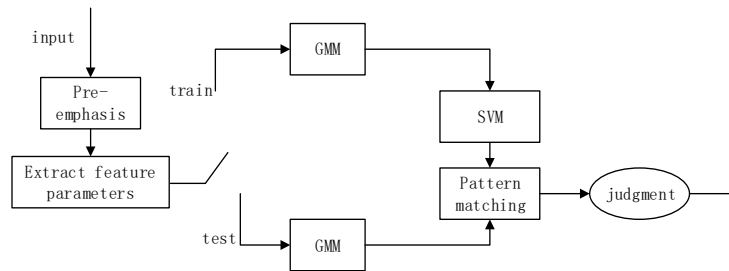 input
Pre-
emphasis
Extract feature
parameters
train
GMM
SVM
Pattern
matching
judgment
test
GMM